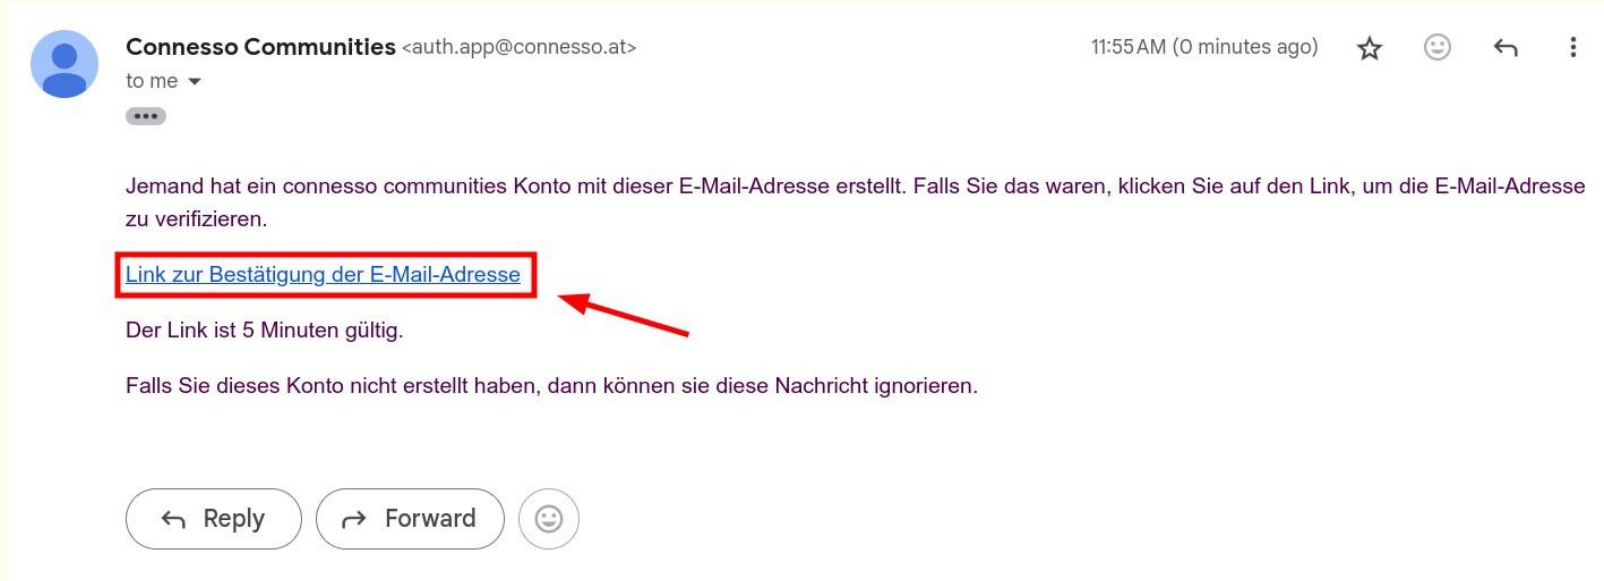 Connesso Communities <auth.app@connesso.at> 11:55 AM (0 minutes ago)
to me
Jemand hat ein connesso communities Konto mit dieser E-Mail-Adresse erstellt. Falls Sie das waren, klicken Sie auf den Link, um die E-Mail-Adresse
zu verifizieren.
Link zur Bestätigung der E-Mail-Adresse
Der Link ist 5 Minuten gültig.
Falls Sie dieses Konto nicht erstellt haben, dann können sie diese Nachricht ignorieren.
Reply Forward